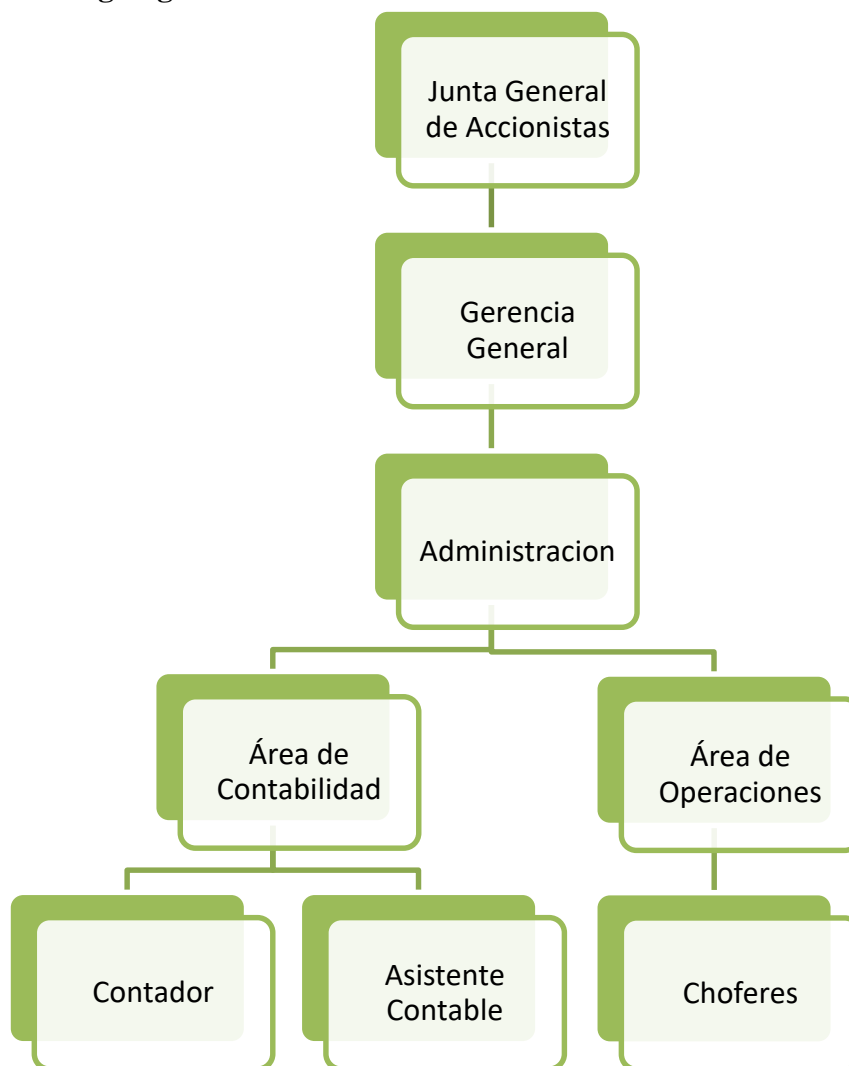 Junta General
de Accionistas
Gerencia
General
Administracion
Área de
Contabilidad
Área de
Operaciones
Contador
Asistente
Contable
Choferes